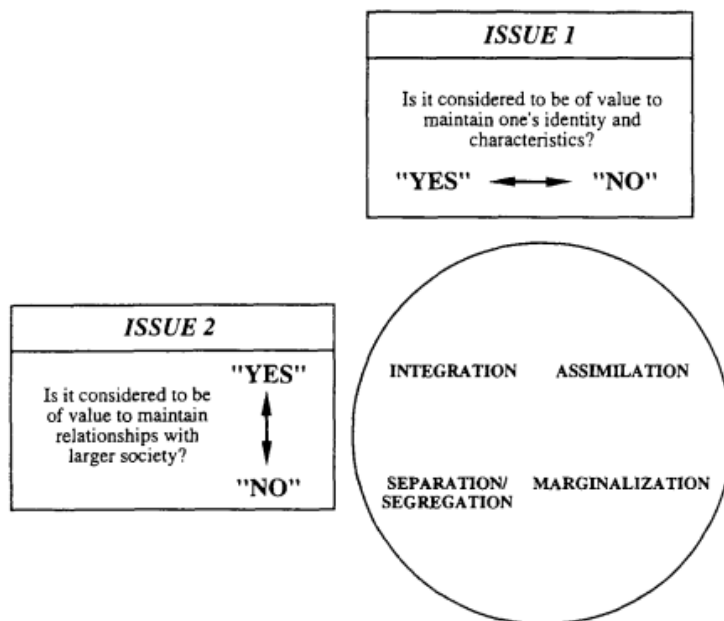 ISSUE 1
Is it considered to be of value to
maintain one's identity and
characteristics?
"YES" "NO"
ISSUE 2
Is it considered to be
of value to maintain
relationships with
larger society?
"YES"
"NO"
INTEGRATION ASSIMILATION
SEPARATION/ MARGINALIZATION
SEGREGATION